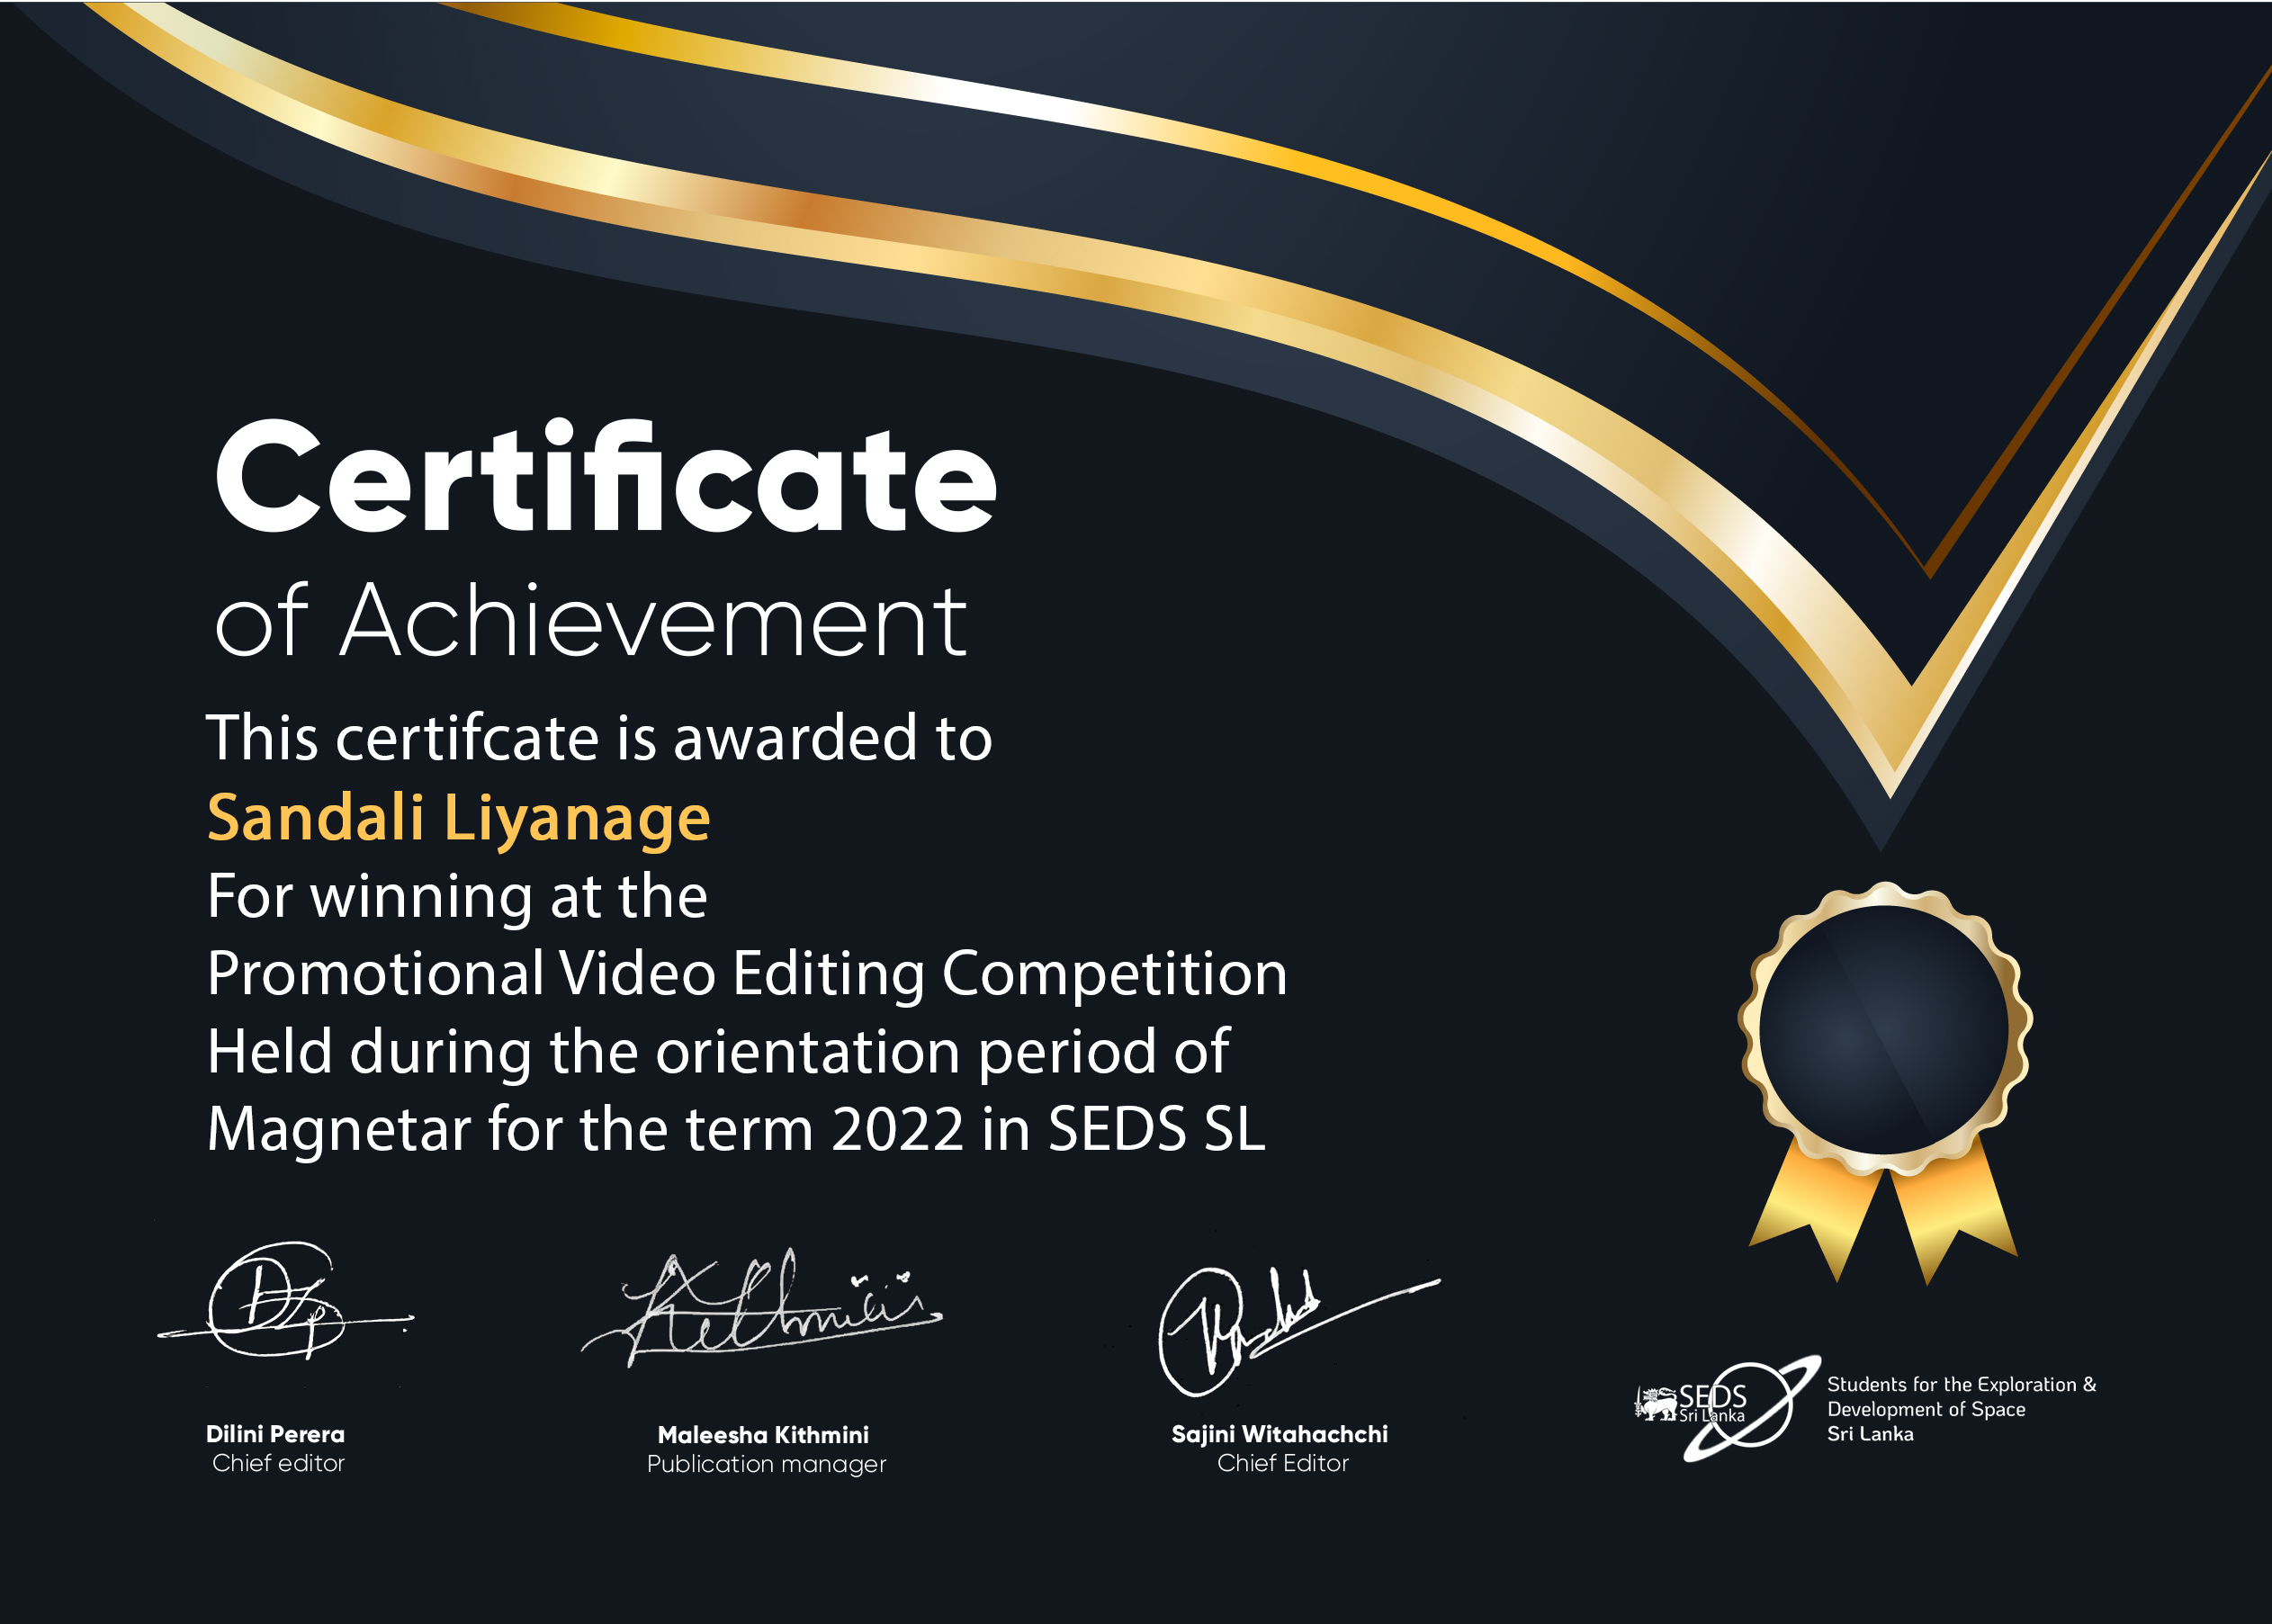 Certificate
of Achievement
This certifcate is awarded to
Sandali Liyanage
For winning at the
Promotional Video Editing Competition
Held during the orientation period of
Magnetar for the term 2022 in SEDS SL
Kethmini
Dilini Perera
Chief editor
Maleesha Kithmini
Publication manager
Sajini Witahachchi
Chief Editor
SEDS
Sri Lanka
Students for the Exploration &
Development of Space
Sri Lanka